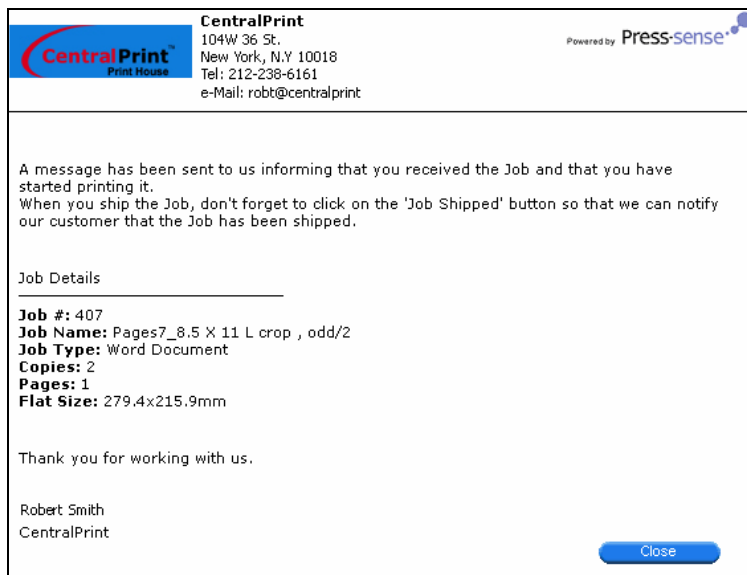 CentralPrint™
Print House
CentralPrint
104W 36 St.
New York, N.Y 10018
Tel: 212-238-6161
e-Mail: robt@centralprint
Powered by Press-sense
A message has been sent to us informing that you received the Job and that you have
started printing it.
When you ship the Job, don't forget to click on the 'Job Shipped' button so that we can notify
our customer that the Job has been shipped.
Job Details
Job #: 407
Job Name: Pages7_8.5 X 11 L crop , odd/2
Job Type: Word Document
Copies: 2
Pages: 1
Flat Size: 279.4x215.9mm
Thank you for working with us.
Robert Smith
CentralPrint
Close